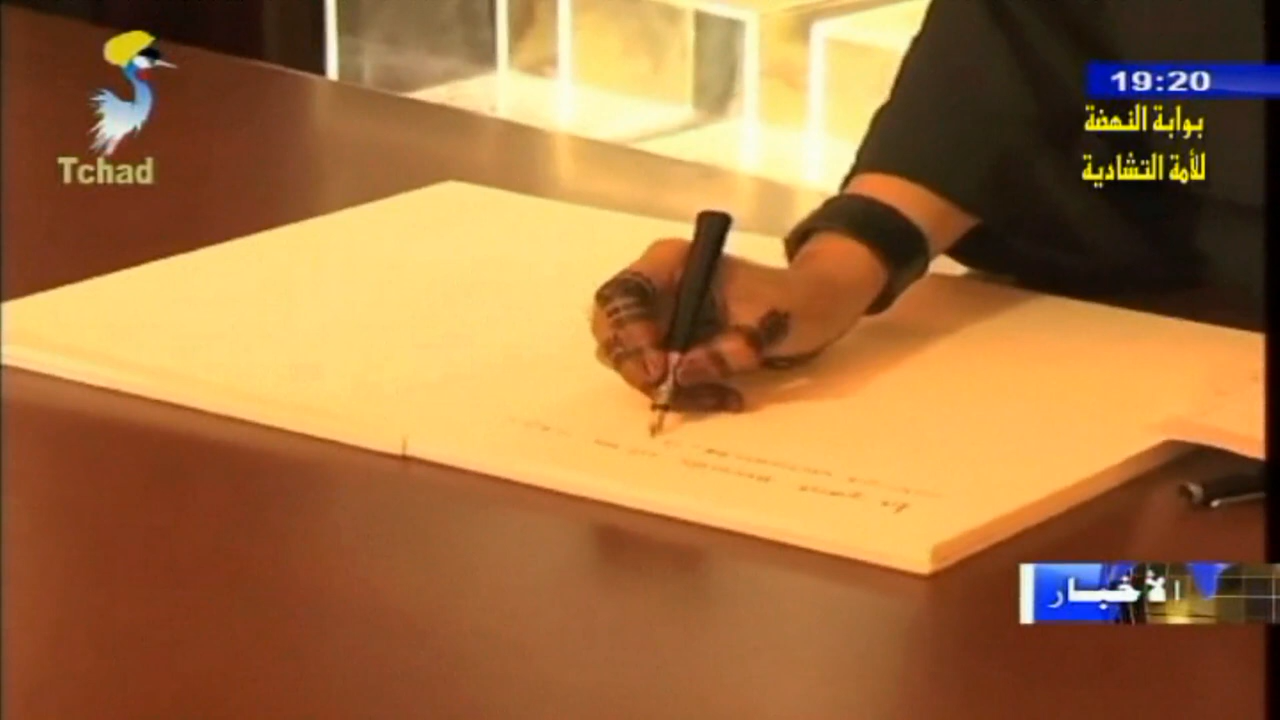 Tchad
19:20
بوابة النهضة
للأمة التشادية
الأخبار